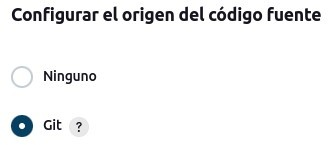 Configurar el origen del código fuente
Ninguno
Git ?